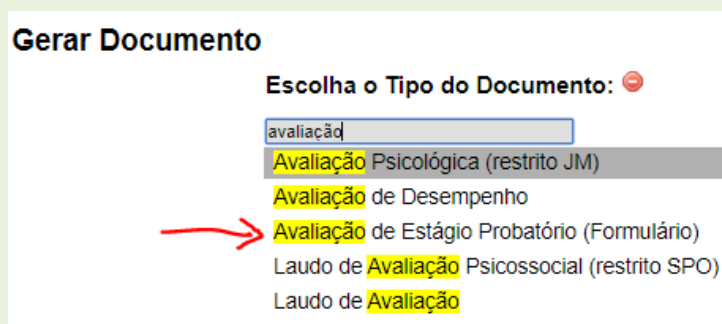 Gerar Documento
Escolha o Tipo do Documento:
avaliação
Avaliação Psicológica (restrito JM)
Avaliação de Desempenho
Avaliação de Estágio Probatório (Formulário)
Laudo de Avaliação Psicossocial (restrito SPO)
Laudo de Avaliação